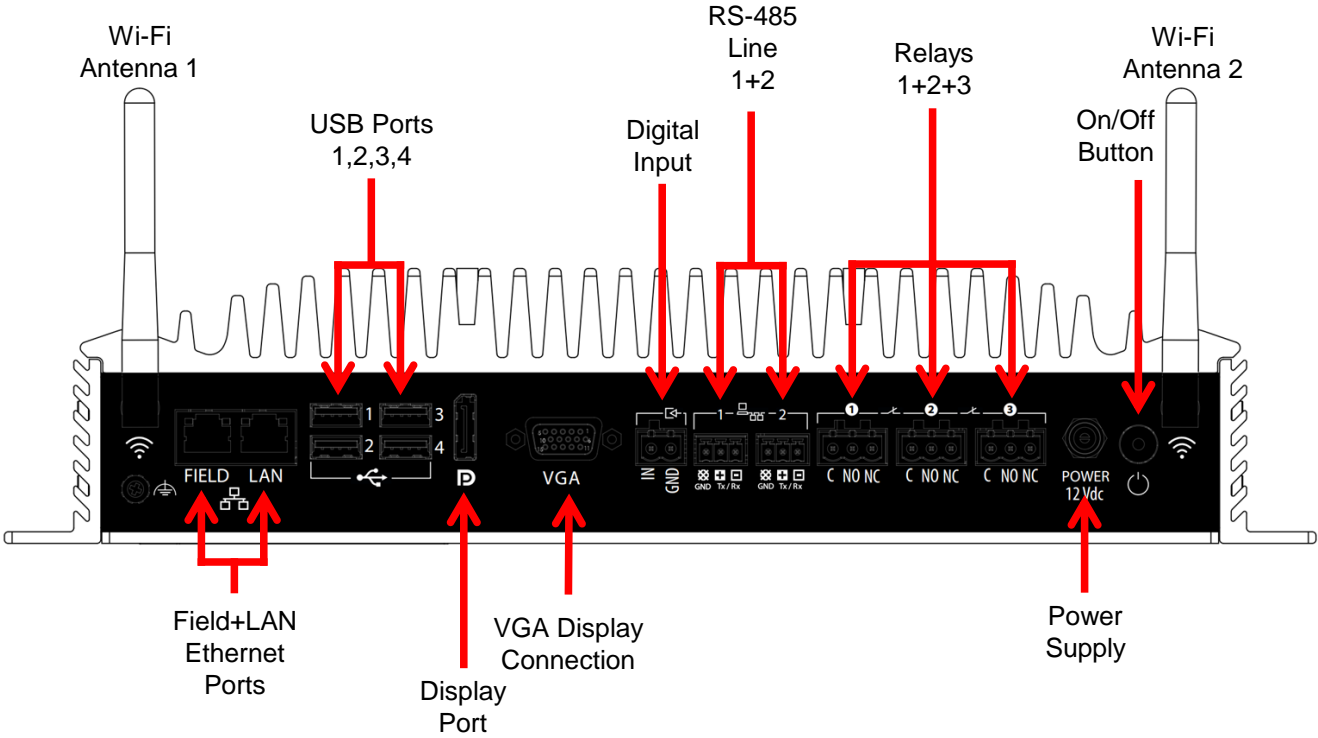 Wi-Fi
Antenna 1
USB Ports
1,2,3,4
Digital
Input
RS-485
Line
1+2
Relays
1+2+3
On/Off
Button
Wi-Fi
Antenna 2
1
3
2
4
FIELD LAN
VGA
IN
GND
1
2
GND Tx/Rx
GND Tx/Rx
1
2
3
C NO NC
C NO NC
C NO NC
POWER
12 Vdc
Field+LAN
Ethernet
Ports
Display
Port
VGA Display
Connection
Power
Supply